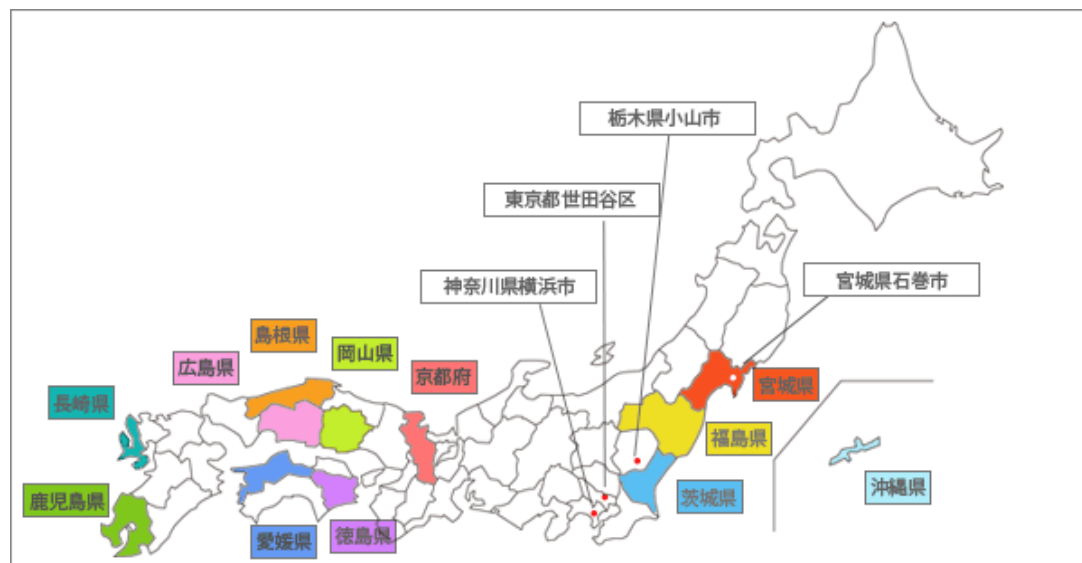 栃木県小山市
東京都世田谷区
神奈川県横浜市
宮城県石巻市
島根県
岡山県
広島県
京都府
長崎県
宮城県
福島県
鹿児島県
茨城県
沖縄県
愛媛県
徳島県